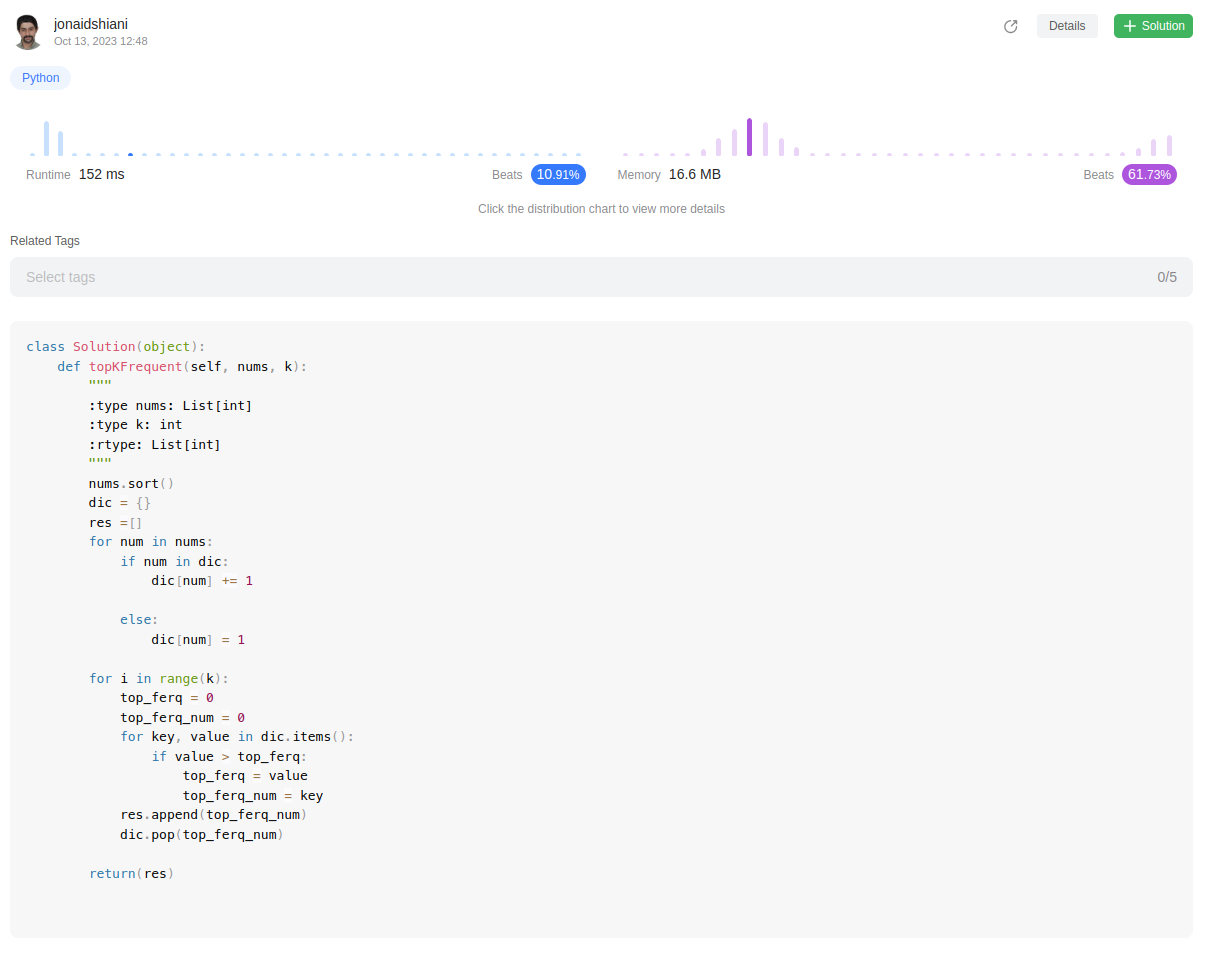 jonaidshiani
Oct 13, 2023 12:48
Details
+ Solution
Python
Runtime 152 ms Beats 10.91% Memory 16.6 MB Beats 61.73%
Click the distribution chart to view more details
Related Tags
Select tags 0/5
class Solution(object):
    def topKFrequent(self, nums, k):
        """
        :type nums: List[int]
        :type k: int
        :rtype: List[int]
        """
        nums.sort()
        dic = {}
        res =[]
        for num in nums:
            if num in dic:
                dic[num] += 1
            else:
                dic[num] = 1
        for i in range(k):
            top_ferq = 0
            top_ferq_num = 0
            for key, value in dic.items():
                if value > top_ferq:
                    top_ferq = value
                    top_ferq_num = key
            res.append(top_ferq_num)
            dic.pop(top_ferq_num)
        return(res)